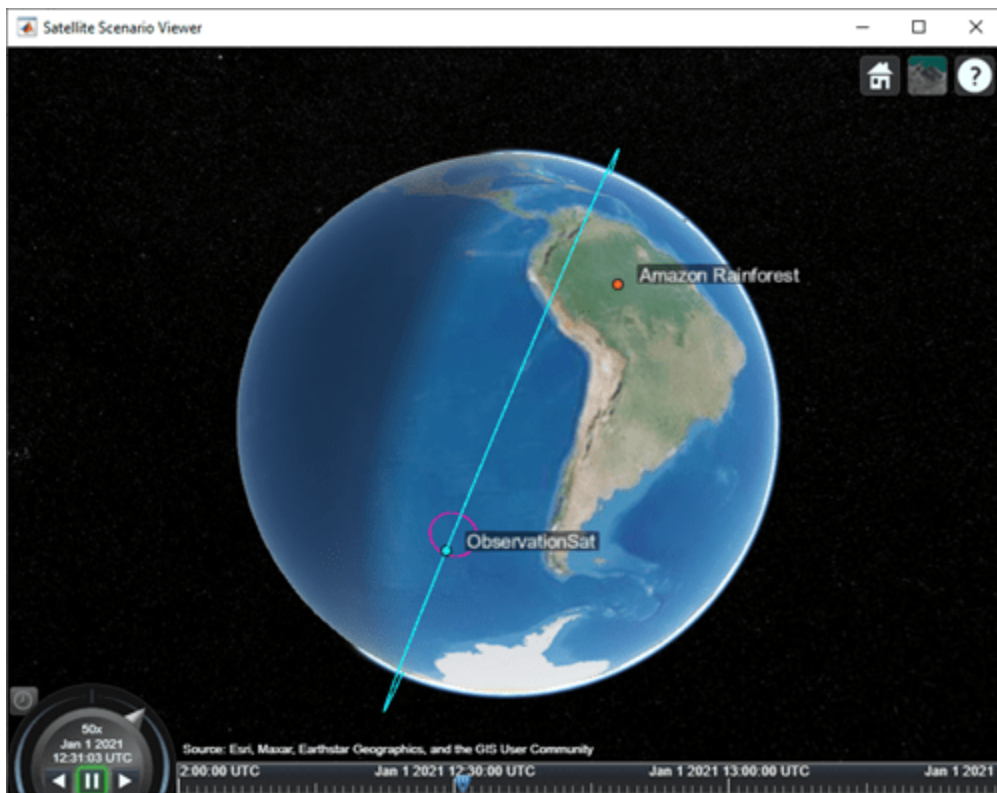 Satellite Scenario Viewer
?
Amazon Rainforest
ObservationSat
50x
Jan 1 2021
12:31:03 UTC
Source: Esri, Maxar, Earthstar Geographics, and the GIS User Community
2:00:00 UTC Jan 1 2021 12:30:00 UTC Jan 1 2021 13:00:00 UTC Jan 1 2021